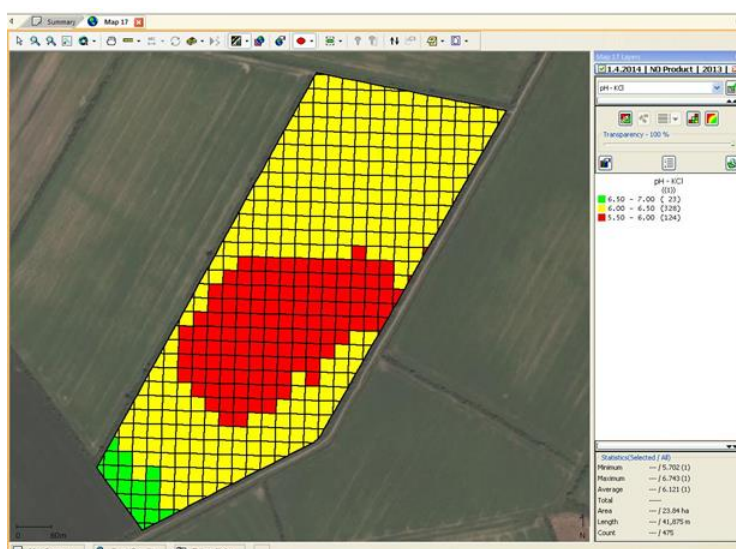 Summary Map 17
Map 17 Layers
1.4.2014 | NO Product | 2013 |
pH - KCl
Transparency - 100 %
pH - KCl
((1))
6.50 - 7.00 ( 23)
6.00 - 6.50 (328)
5.50 - 6.00 (124)
Statistics(Selected / All)
Minimum --- / 5.702 (1)
Maximum --- / 6.743 (1)
Average --- / 6.121 (1)
Total -----
Area --- / 23.84 ha
Length --- / 41,875 m
Count --- / 475
0 60m
N